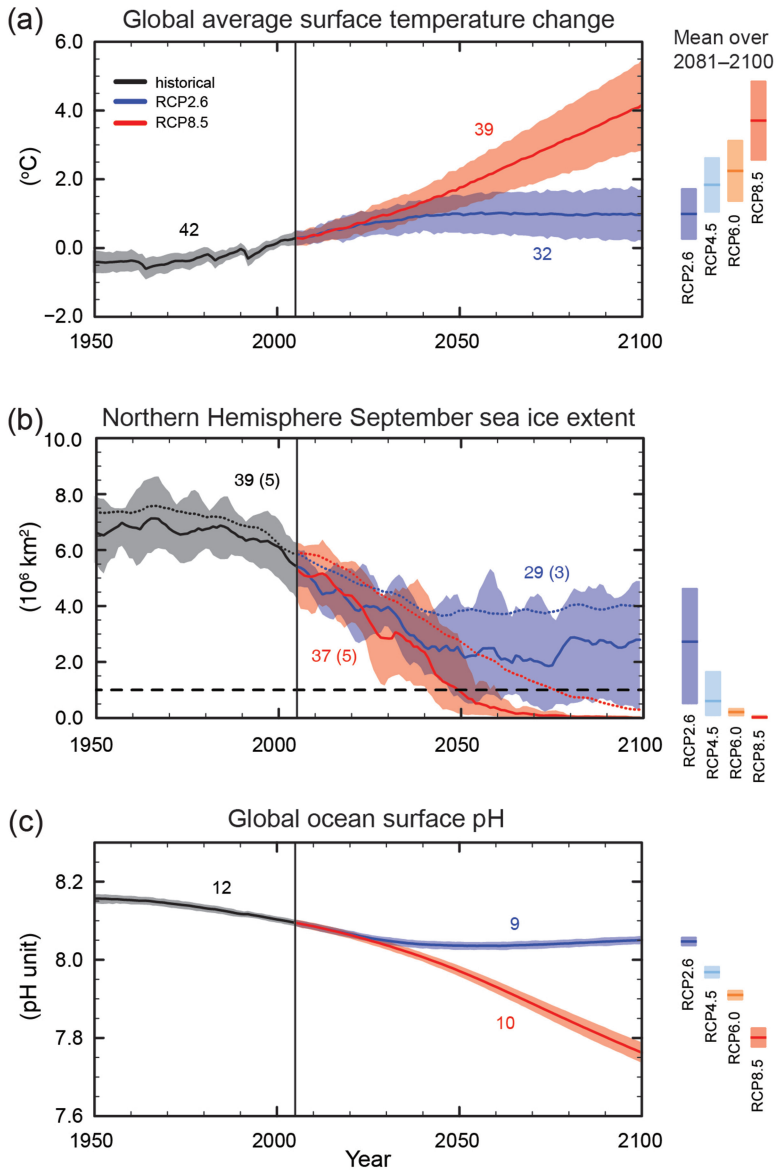 (a) Global average surface temperature change
Mean over
2081–2100
6.0
4.0
2.0
0.0
−2.0
(°C)
historical
RCP2.6
RCP8.5
42
39
32
1950 2000 2050 2100
RCP2.6
RCP4.5
RCP6.0
RCP8.5
(b) Northern Hemisphere September sea ice extent
10.0
8.0
6.0
4.0
2.0
0.0
(10⁶ km²)
39 (5)
29 (3)
37 (5)
1950 2000 2050 2100
RCP2.6
RCP4.5
RCP6.0
RCP8.5
(c) Global ocean surface pH
8.2
8.0
7.8
7.6
(pH unit)
12
9
10
1950 2000 2050 2100
Year
RCP2.6
RCP4.5
RCP6.0
RCP8.5